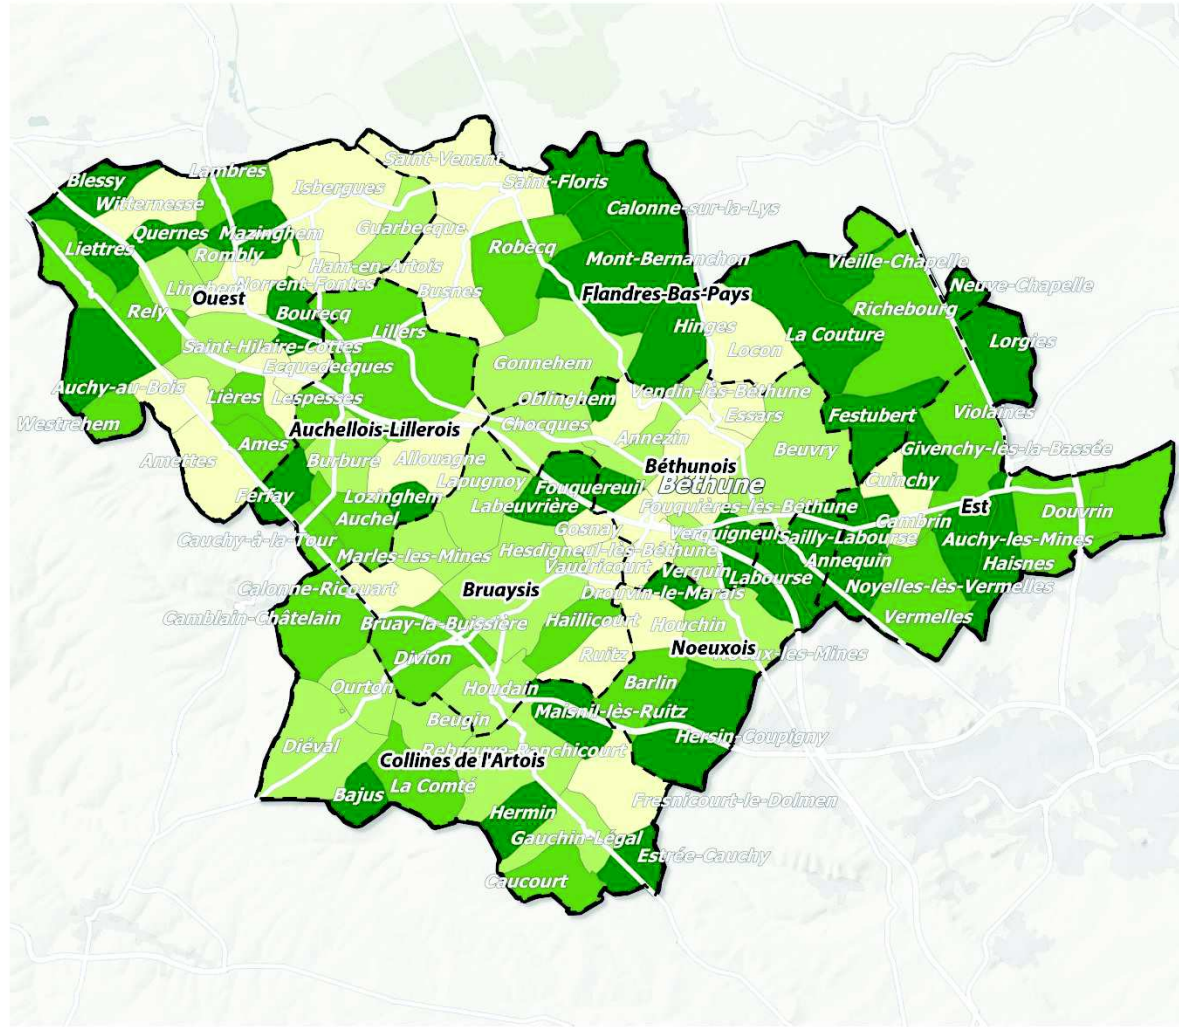 Saint-Venant
Lambres
Blessy
Isbergues
Saint-Floris
Witternesse
Calonne-sur-la-Lys
Guarbecque
Quernes
Mazinghem
Liettres
Robecq
Rombly
Mont-Bernanchon
Vieille-Chapelle
Ham-en-Artois
Linghem
Norrent-Fontes
Neuve-Chapelle
Busnes
Flandres-Bas-Pays
Ouest
Rely
Bourecq
Richebourg
Lillers
Hinges
La Couture
Lorgies
Saint-Hilaire-Cottes
Locon
Gonnehem
Ecquedecques
Auchy-au-Bois
Vendin-lès-Béthune
Lières
Lespesses
Oblinghem
Violaines
Westrehem
Essars
Festubert
Chocques
Auchellois-Lillerois
Annezin
Ames
Beuvry
Givenchy-lès-la-Bassée
Amettes
Burbure
Allouagne
Béthunois
Lapugnoy
Cuinchy
Béthune
Fouquereuil
Ferfay
Lozinghem
Labeuvrière
Fouquières-lès-Béthune
Est
Douvrin
Auchel
Cambrin
Gosnay
Verquigneul
Sailly-Labourse
Cauchy-à-la-Tour
Auchy-les-Mines
Marles-les-Mines
Hesdigneul-lès-Béthune
Annequin
Haisnes
Vaudricourt
Verquin
Labourse
Calonne-Ricouart
Bruaysis
Drouvin-le-Marais
Noyelles-lès-Vermelles
Camblain-Châtelain
Bruay-la-Buissière
Haillicourt
Houchin
Vermelles
Noeuxois
Divion
Ruitz
Noeux-les-Mines
Ourton
Houdain
Barlin
Maisnil-lès-Ruitz
Beugin
Hersin-Coupigny
Diéval
Rebreuve-Ranchicourt
Collines de l'Artois
La Comté
Bajus
Fresnicourt-le-Dolmen
Hermin
Gauchin-Légal
Estrée-Cauchy
Caucourt